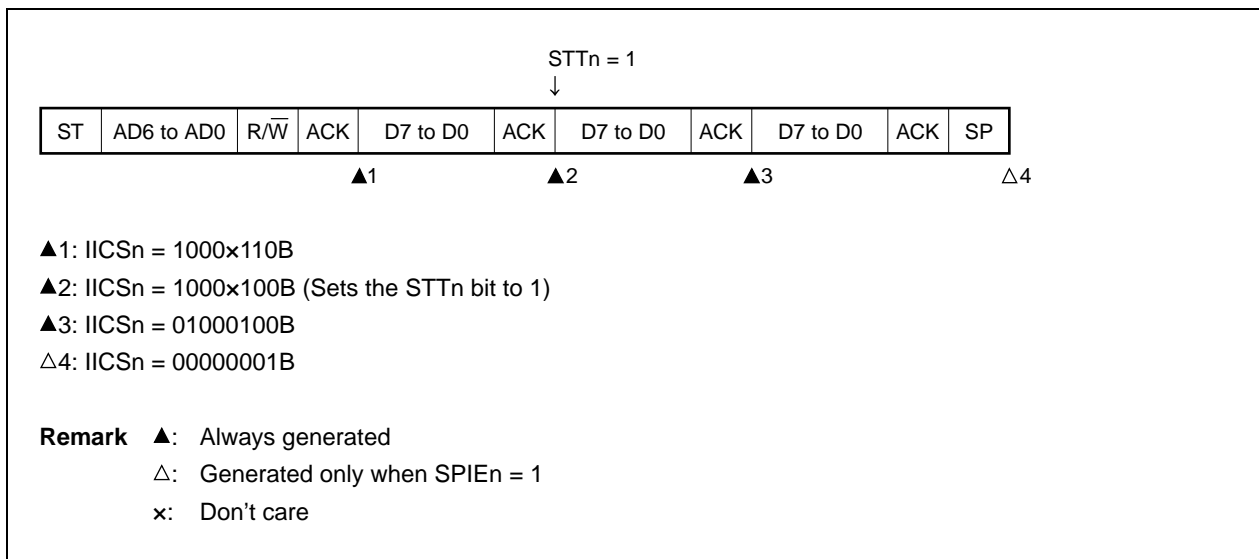 STTn = 1
↓
ST AD6 to AD0 R/W̅ ACK D7 to D0 ACK D7 to D0 ACK D7 to D0 ACK SP
▲1 ▲2 ▲3 △4
▲1: IICSn = 1000×110B
▲2: IICSn = 1000×100B (Sets the STTn bit to 1)
▲3: IICSn = 01000100B
△4: IICSn = 00000001B
Remark ▲: Always generated
△: Generated only when SPIEn = 1
×: Don't care